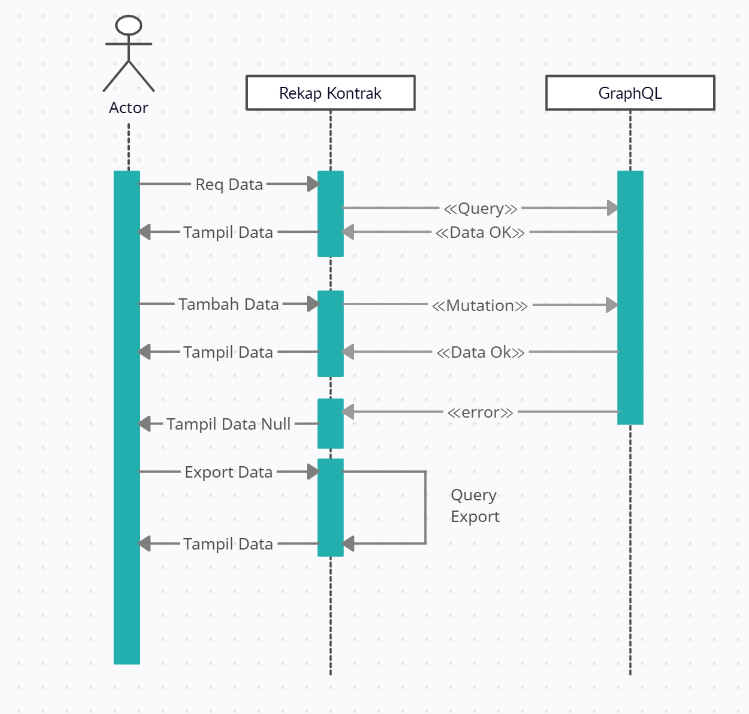 Actor
Rekap Kontrak
GraphQL
Req Data
≪Query≫
Tampil Data
≪Data OK≫
Tambah Data
≪Mutation≫
Tampil Data
≪Data Ok≫
≪error≫
Tampil Data Null
Export Data
Query
Export
Tampil Data